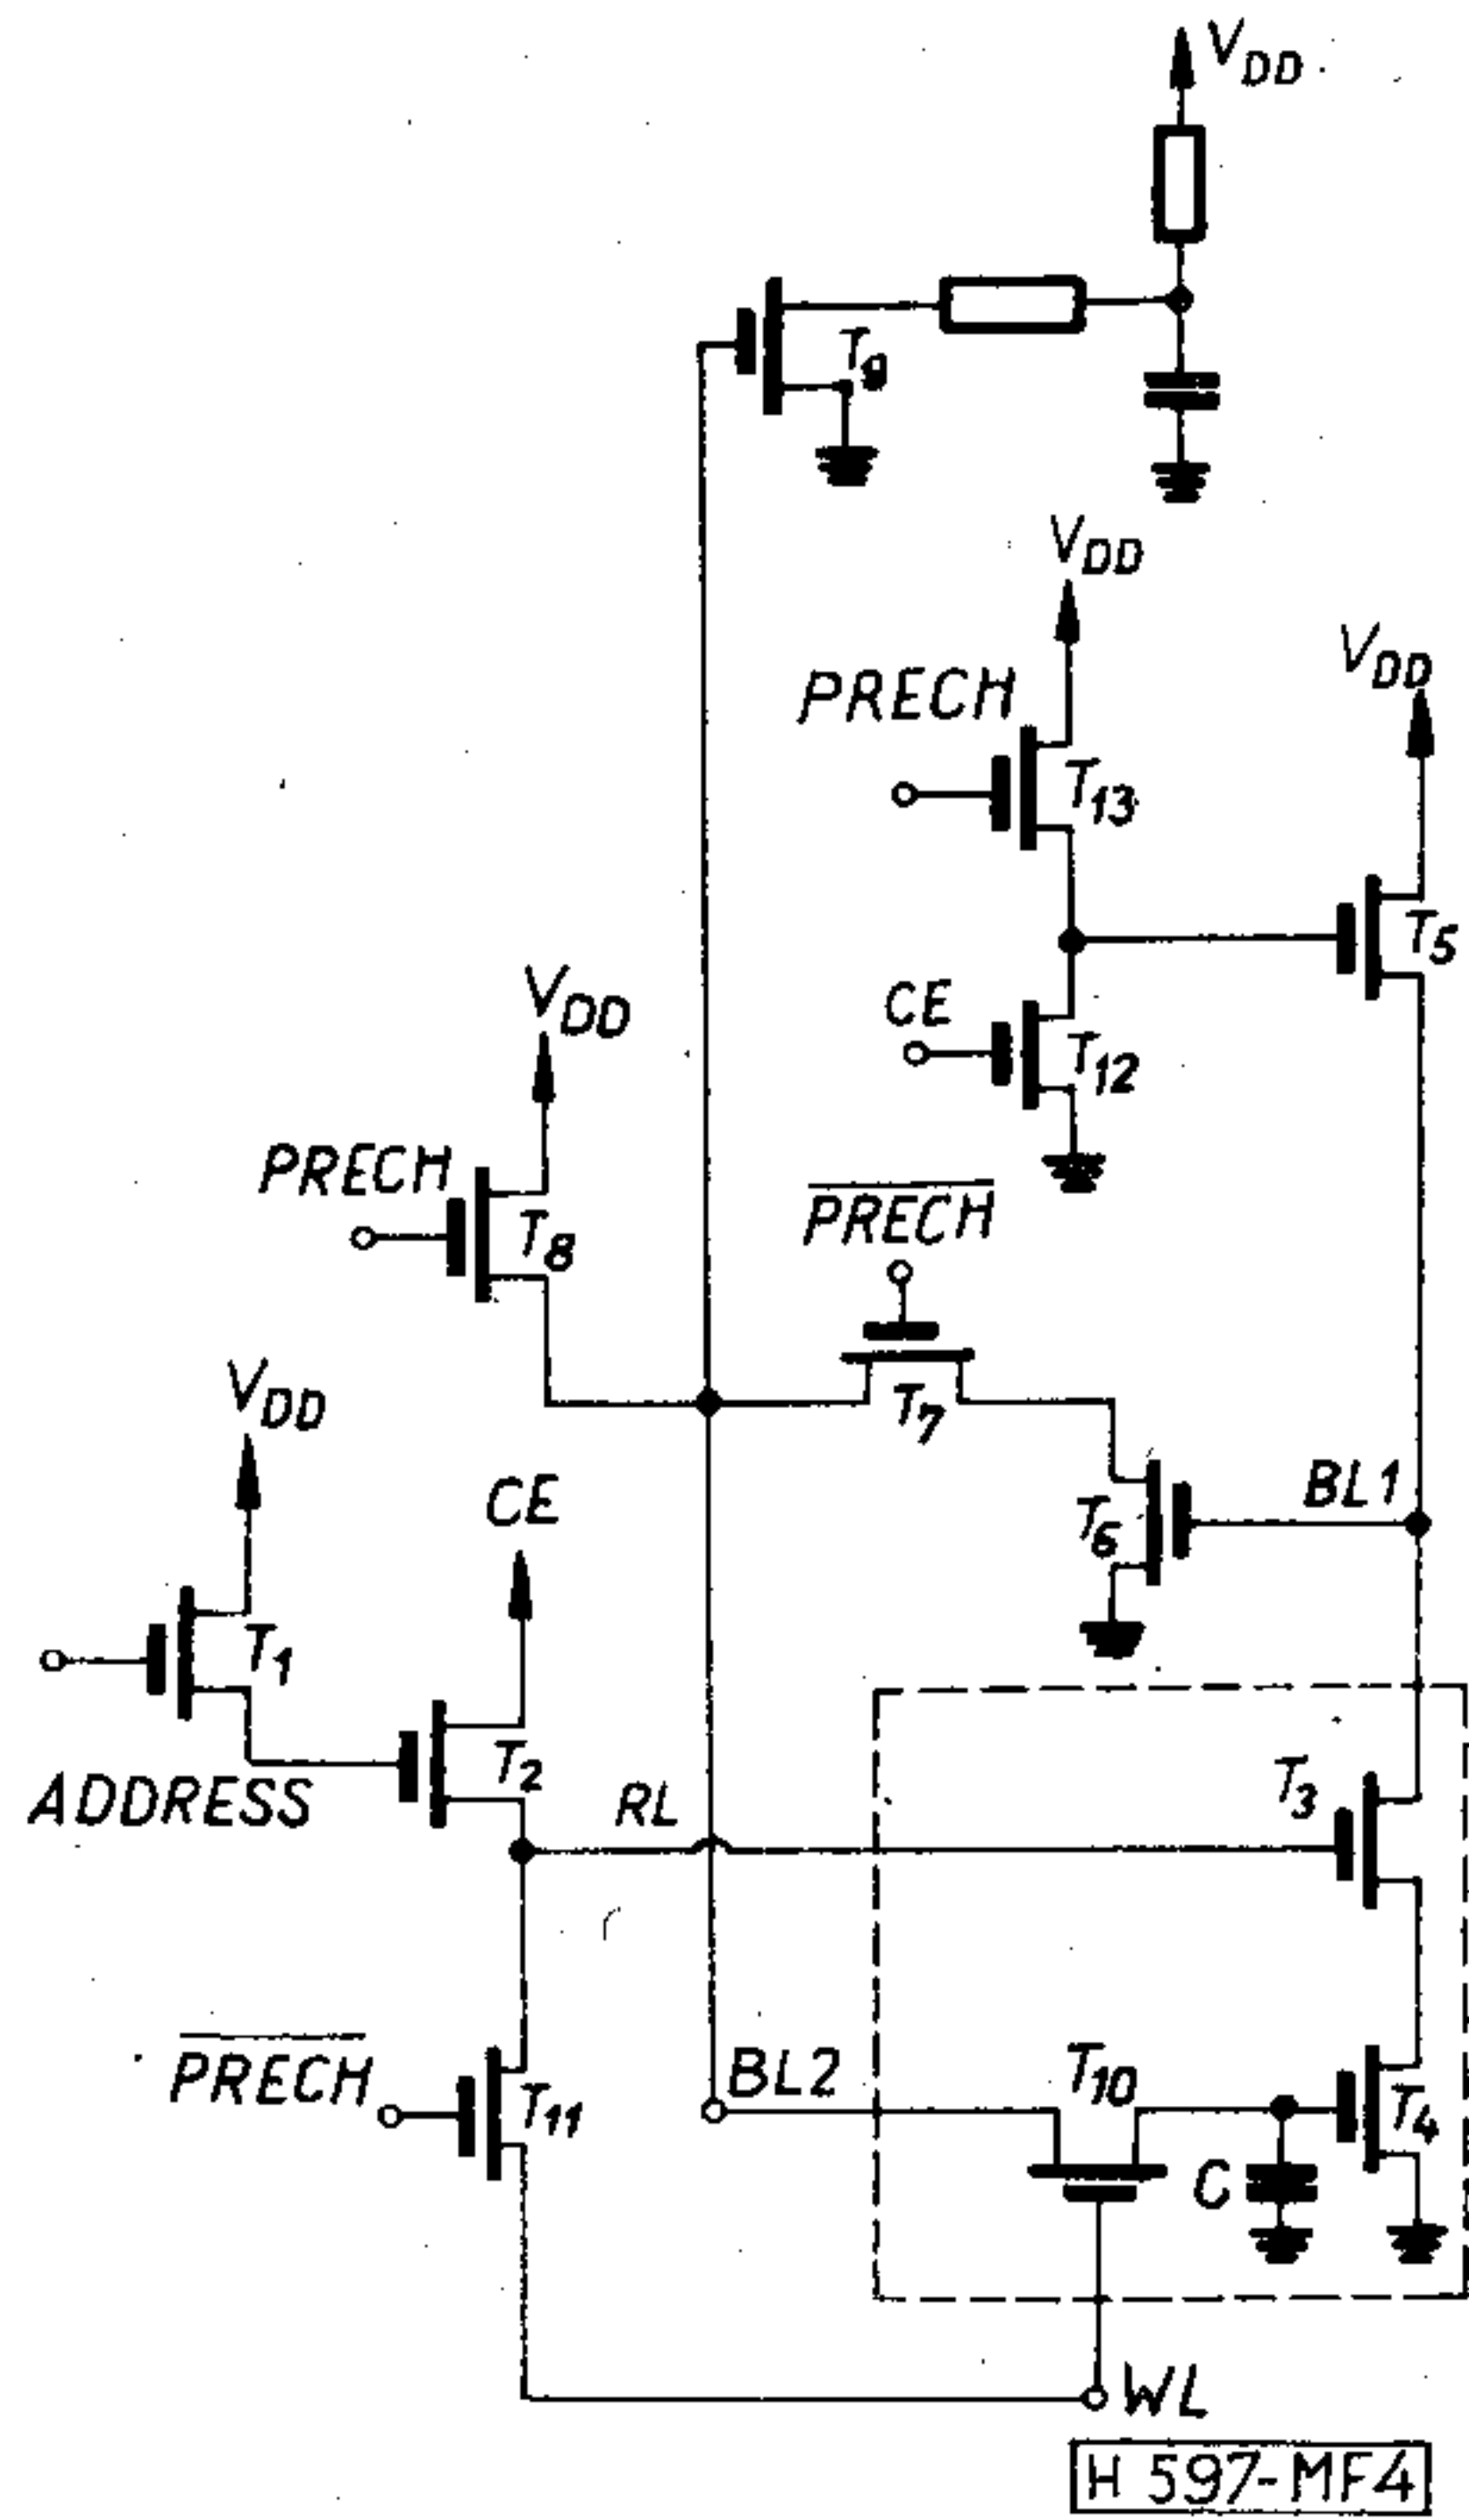 VDD
T9
VDD
VDD
PRECH
T13
T5
CE
VDD
T12
PRECH
PRECH
T8
T7
VDD
CE
BL1
T6
T1
T2
T3
ADDRESS
RL
PRECH
T11
BL2
T10
T4
C
WL
H 597-MF4